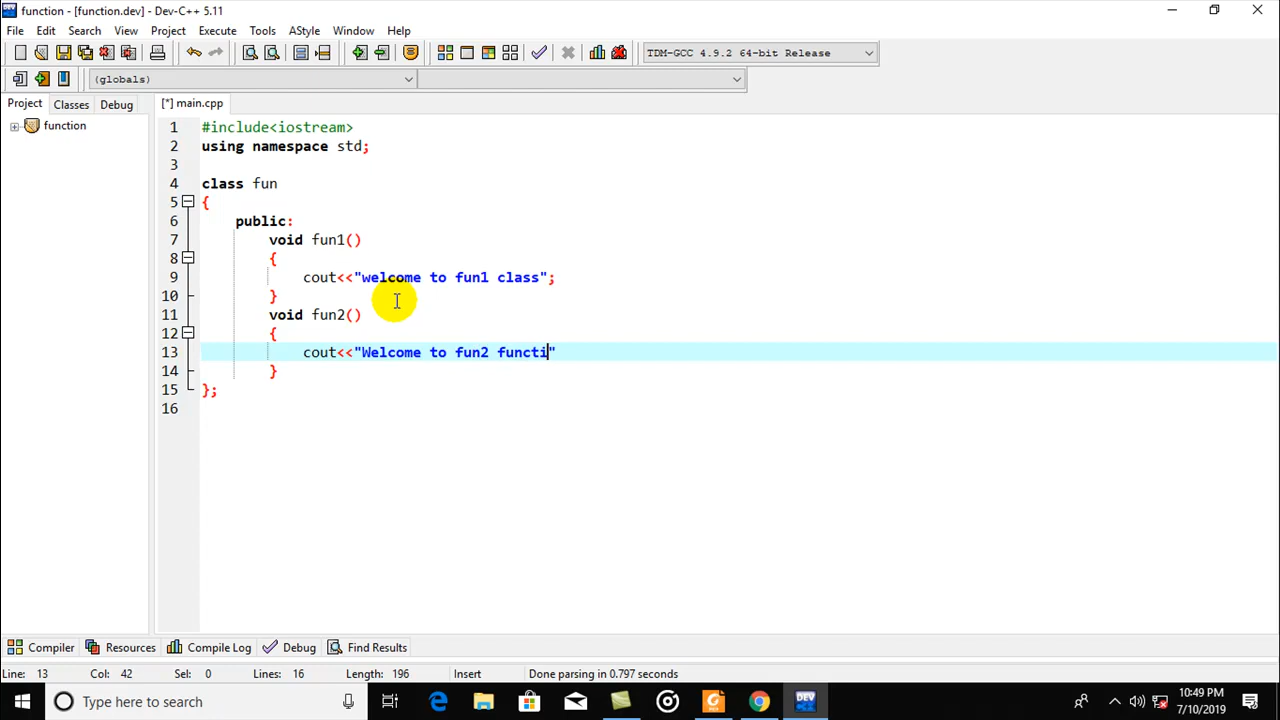 function - [function.dev] - Dev-C++ 5.11
File Edit Search View Project Execute Tools AStyle Window Help
TDM-GCC 4.9.2 64-bit Release
(globals)
Project Classes Debug [*] main.cpp
function
1 #include<iostream>
2 using namespace std;
3
4 class fun
5 {
6 public:
7 void fun1()
8 {
9 cout<<"welcome to fun1 class";
10 }
11 void fun2()
12 {
13 cout<<"Welcome to fun2 functi"
14 }
15 };
16
Compiler Resources Compile Log Debug Find Results
Line: 13 Col: 42 Sel: 0 Lines: 16 Length: 196 Insert Done parsing in 0.797 seconds
Type here to search
10:49 PM
7/10/2019